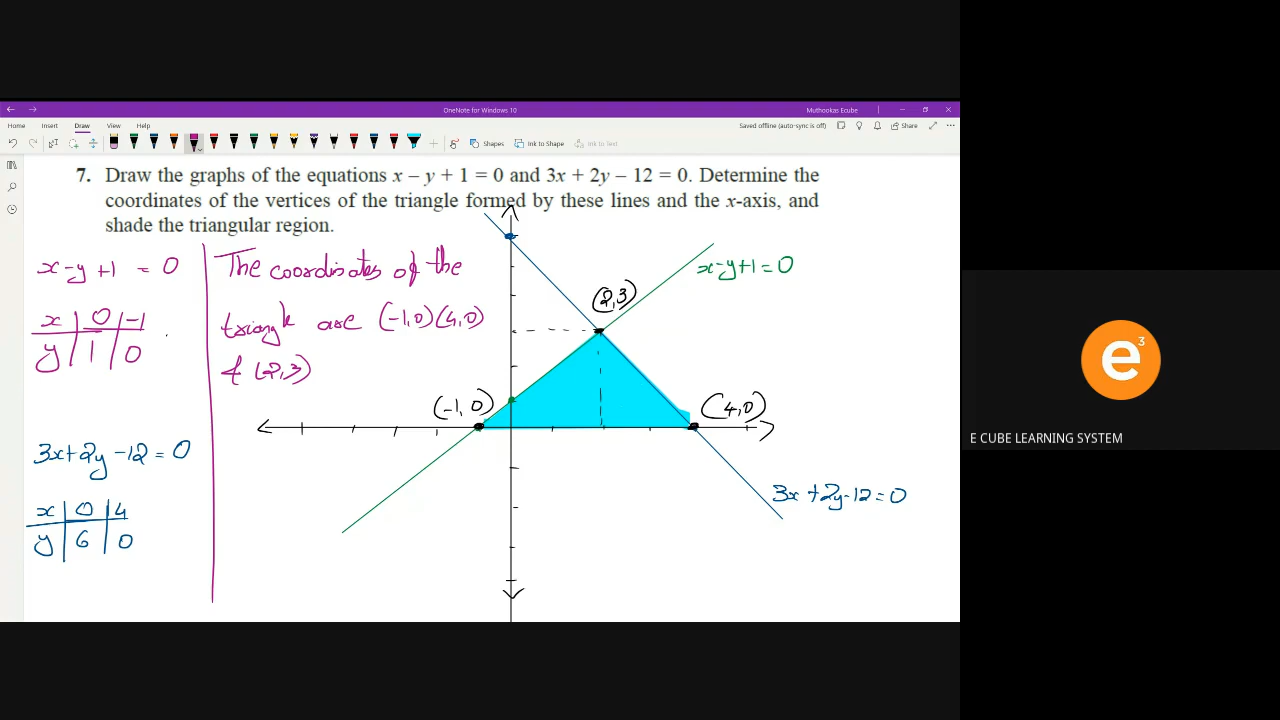 OneNote for Windows 10
Muthookas Ecube
Home Insert Draw View Help
Saved offline (auto-sync is off)
Share
Shapes
Ink to Shape
Ink to Text
7. Draw the graphs of the equations x – y + 1 = 0 and 3x + 2y – 12 = 0. Determine the
coordinates of the vertices of the triangle formed by these lines and the x-axis, and
shade the triangular region.
x-y+1 = 0
x 0 -1
y 1 0
3x+2y-12=0
x 0 4
y 6 0
The coordinates of the
triangle are (-1,0)(4,0)
& (2,3)
x-y+1=0
(2,3)
(-1,0)
(4,0)
3x+2y-12=0
e3
E CUBE LEARNING SYSTEM